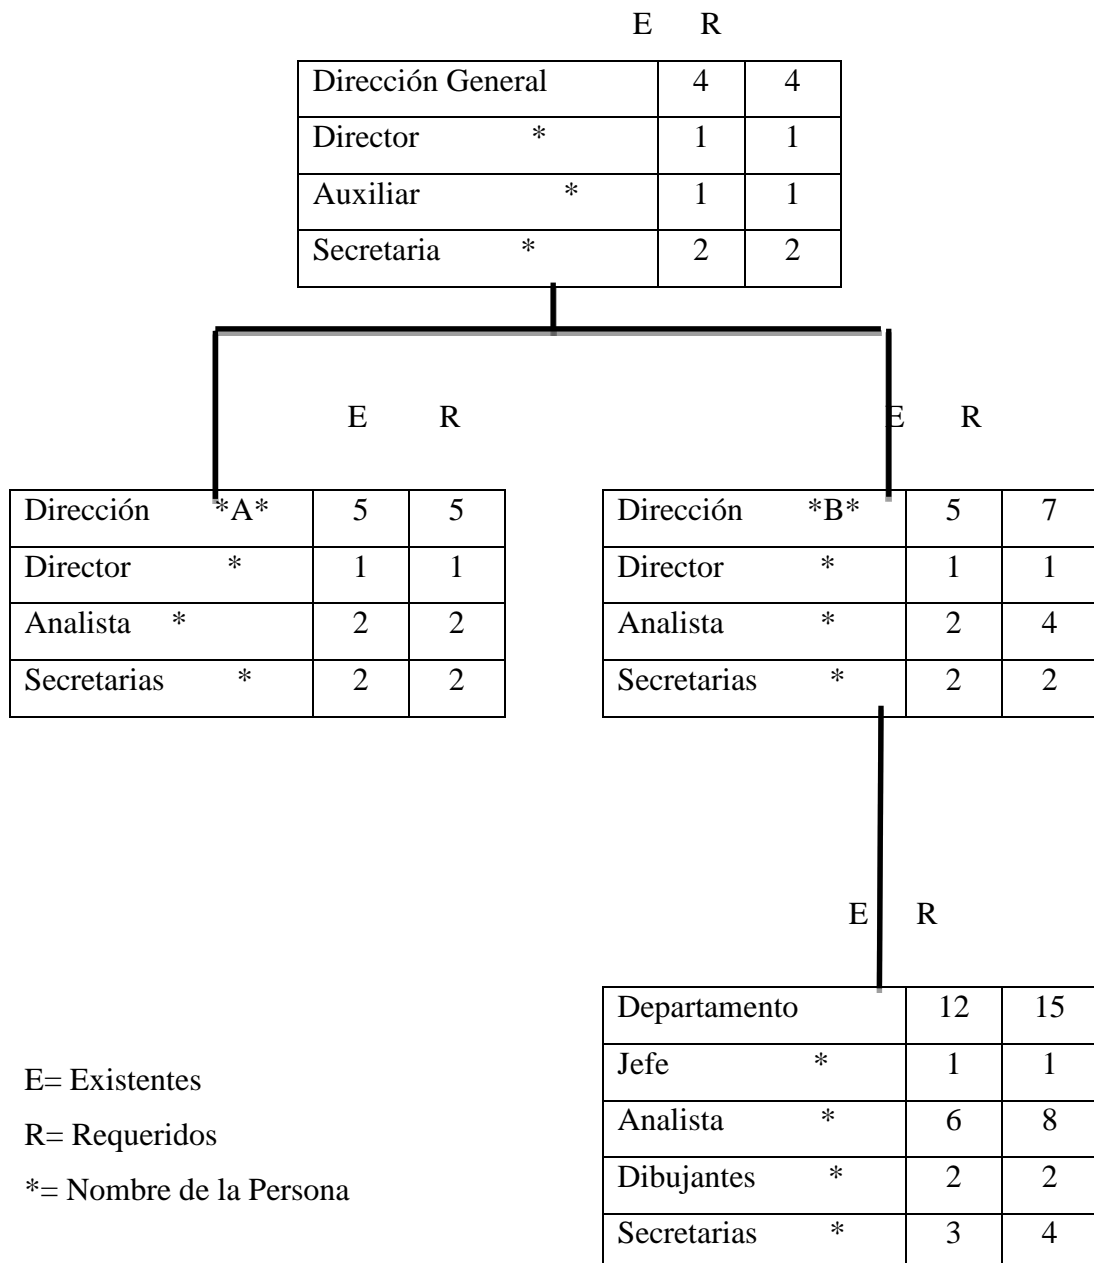 E R
Dirección General 4 4
Director * 1 1
Auxiliar * 1 1
Secretaria * 2 2
E R
Dirección *A* 5 5
Director * 1 1
Analista * 2 2
Secretarias * 2 2
E R
Dirección *B* 5 7
Director * 1 1
Analista * 2 4
Secretarias * 2 2
E R
Departamento 12 15
Jefe * 1 1
Analista * 6 8
Dibujantes * 2 2
Secretarias * 3 4
E= Existentes
R= Requeridos
*= Nombre de la Persona